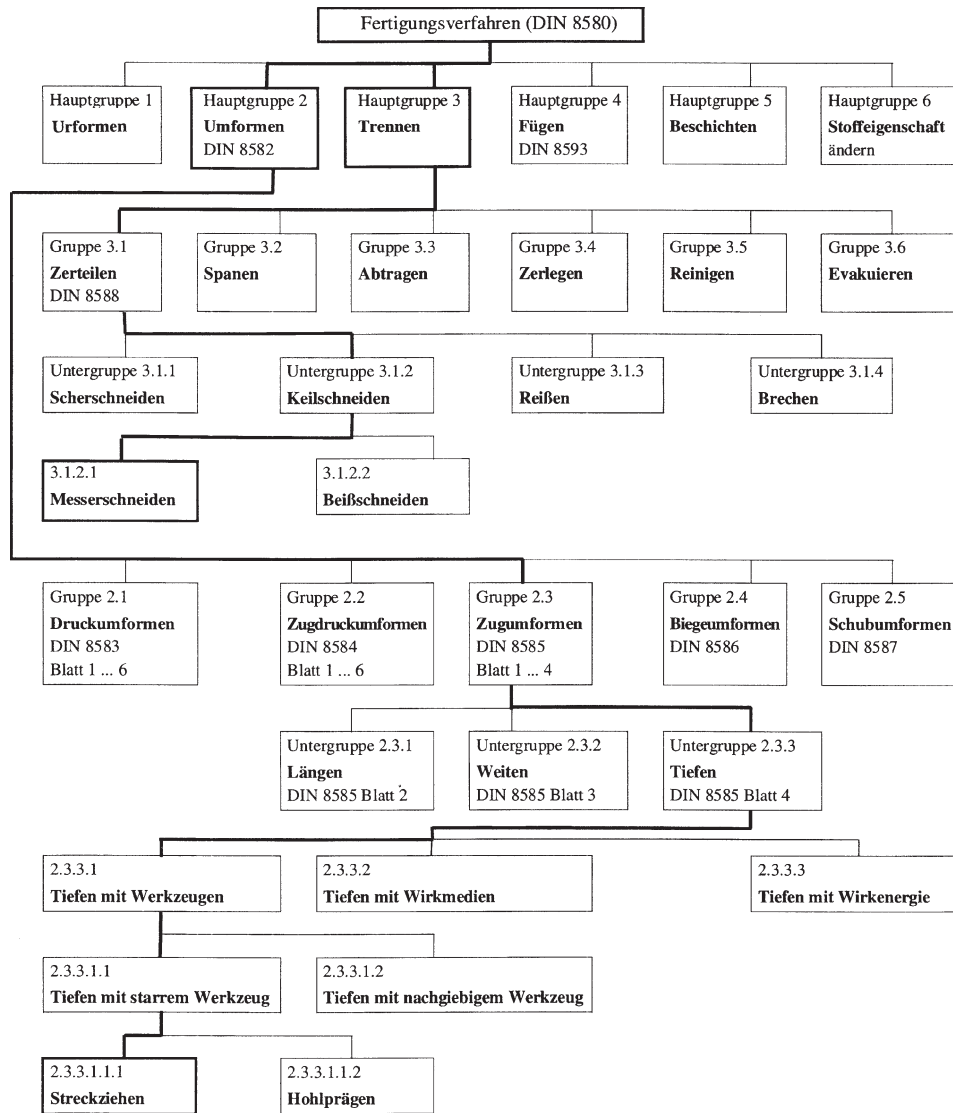 Fertigungsverfahren (DIN 8580)
Hauptgruppe 1
Urformen
Hauptgruppe 2
Umformen
DIN 8582
Hauptgruppe 3
Trennen
Hauptgruppe 4
Fügen
DIN 8593
Hauptgruppe 5
Beschichten
Hauptgruppe 6
Stoffeigenschaft
ändern
Gruppe 3.1
Zerteilen
DIN 8588
Gruppe 3.2
Spanen
Gruppe 3.3
Abtragen
Gruppe 3.4
Zerlegen
Gruppe 3.5
Reinigen
Gruppe 3.6
Evakuieren
Untergruppe 3.1.1
Scherschneiden
Untergruppe 3.1.2
Keilschneiden
Untergruppe 3.1.3
Reißen
Untergruppe 3.1.4
Brechen
3.1.2.1
Messerschneiden
3.1.2.2
Beißschneiden
Gruppe 2.1
Druckumformen
DIN 8583
Blatt 1 ... 6
Gruppe 2.2
Zugdruckumformen
DIN 8584
Blatt 1 ... 6
Gruppe 2.3
Zugumformen
DIN 8585
Blatt 1 ... 4
Gruppe 2.4
Biegeumformen
DIN 8586
Gruppe 2.5
Schubumformen
DIN 8587
Untergruppe 2.3.1
Längen
DIN 8585 Blatt 2
Untergruppe 2.3.2
Weiten
DIN 8585 Blatt 3
Untergruppe 2.3.3
Tiefen
DIN 8585 Blatt 4
2.3.3.1
Tiefen mit Werkzeugen
2.3.3.2
Tiefen mit Wirkmedien
2.3.3.3
Tiefen mit Wirkenergie
2.3.3.1.1
Tiefen mit starrem Werkzeug
2.3.3.1.2
Tiefen mit nachgiebigem Werkzeug
2.3.3.1.1.1
Streckziehen
2.3.3.1.1.2
Hohlprägen